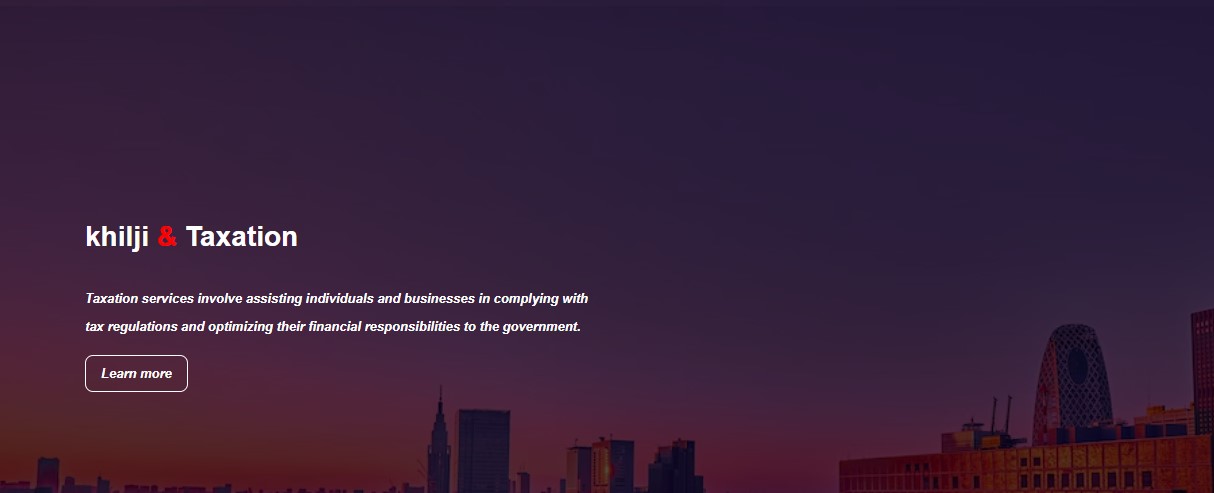 khilji & Taxation
Taxation services involve assisting individuals and businesses in complying with
tax regulations and optimizing their financial responsibilities to the government.
Learn more